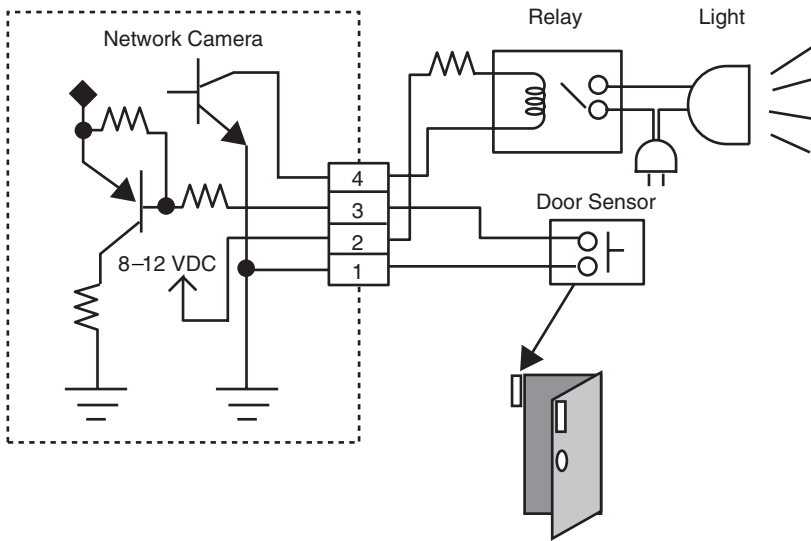 Relay
Light
Network Camera
4
3
2
1
Door Sensor
8–12 VDC